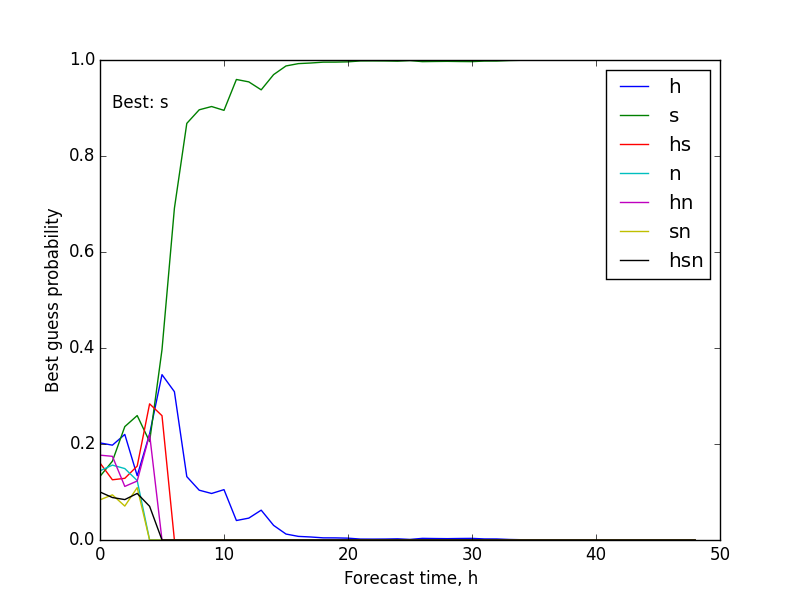 1.0
0.8
0.6
0.4
0.2
0.0
Best guess probability
Best: s
h
s
hs
n
hn
sn
hsn
0 10 20 30 40 50
Forecast time, h